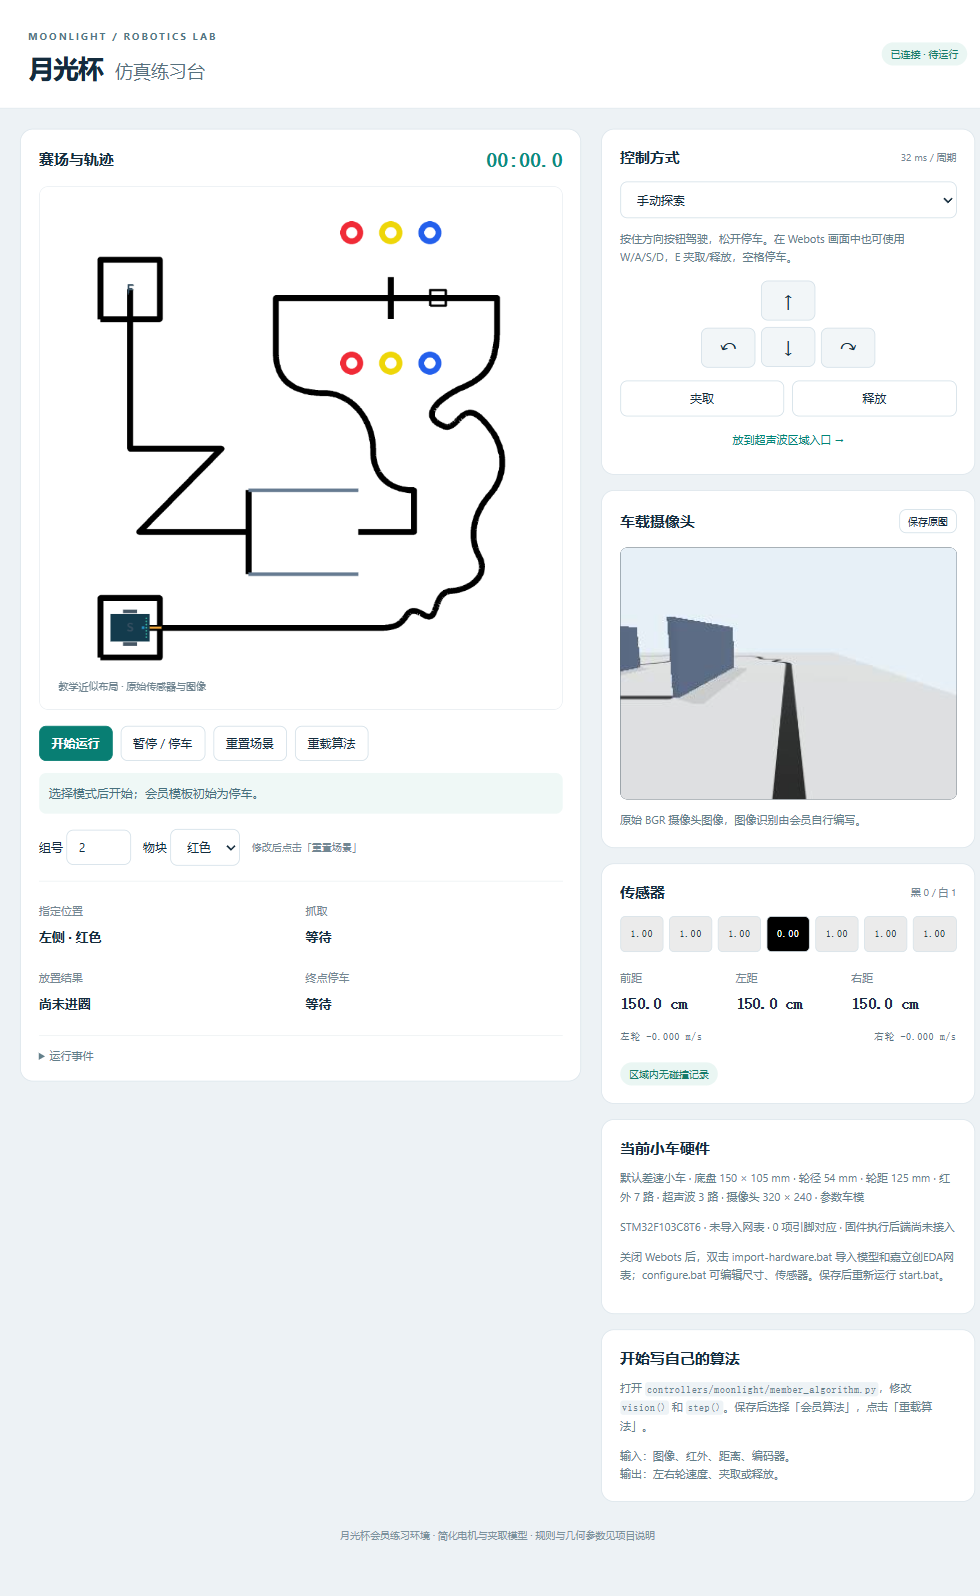 MOONLIGHT / ROBOTICS LAB
月光杯 仿真练习台
已连接 · 待运行
赛场与轨迹
00:00.0
E
S
教学近似布局 · 原始传感器与图像
开始运行
暂停 / 停车
重置场景
重载算法
选择模式后开始；会员模板初始为停车。
组号 2 物块 红色 修改后点击「重置场景」
指定位置
左侧 · 红色
抓取
等待
放置结果
尚未进圈
终点停车
等待
▶ 运行事件
控制方式
32 ms / 周期
手动探索
按住方向按钮驾驶，松开停车。在 Webots 画面中也可使用
W/A/S/D，E 夹取/释放，空格停车。
↑
↶ ↓ ↷
夹取
释放
放到超声波区域入口 →
车载摄像头
保存原图
原始 BGR 摄像头图像，图像识别由会员自行编写。
传感器
黑 0 / 白 1
1.00 1.00 1.00 0.00 1.00 1.00 1.00
前距 左距 右距
150.0 cm 150.0 cm 150.0 cm
左轮 -0.000 m/s
右轮 -0.000 m/s
区域内无碰撞记录
当前小车硬件
默认差速小车 · 底盘 150 × 105 mm · 轮径 54 mm · 轮距 125 mm · 红
外 7 路 · 超声波 3 路 · 摄像头 320 × 240 · 参数车模
STM32F103C8T6 · 未导入网表 · 0 项引脚对应 · 固件执行后端尚未接入
关闭 Webots 后，双击 import-hardware.bat 导入模型和嘉立创EDA网
表；configure.bat 可编辑尺寸、传感器。保存后重新运行 start.bat。
开始写自己的算法
打开 controllers/moonlight/member_algorithm.py，修改
vision() 和 step()。保存后选择「会员算法」，点击「重载算
法」。
输入：图像、红外、距离、编码器。
输出：左右轮速度、夹取或释放。
月光杯会员练习环境 · 简化电机与夹取模型 · 规则与几何参数见项目说明